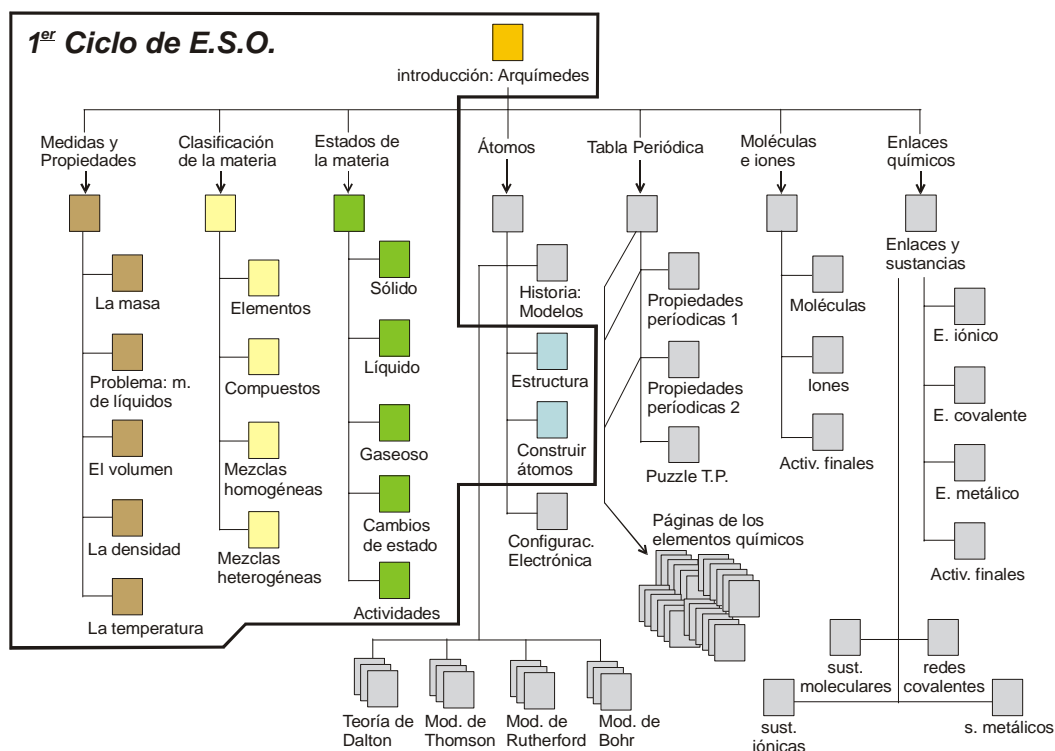 1er Ciclo de E.S.O.
introducción: Arquímedes
Medidas y
Propiedades
Clasificación
de la materia
Estados de
la materia
Átomos
Tabla Periódica
Moléculas
e iones
Enlaces
químicos
La masa
Problema: m.
de líquidos
El volumen
La densidad
La temperatura
Elementos
Compuestos
Mezclas
homogéneas
Mezclas
heterogéneas
Sólido
Líquido
Gaseoso
Cambios
de estado
Actividades
Historia:
Modelos
Estructura
Construir
átomos
Configurac.
Electrónica
Propiedades
períodicas 1
Propiedades
períodicas 2
Puzzle T.P.
Páginas de los
elementos químicos
Moléculas
Iones
Activ. finales
Enlaces y
sustancias
E. iónico
E. covalente
E. metálico
Activ. finales
Teoría de
Dalton
Mod. de
Thomson
Mod. de
Rutherford
Mod. de
Bohr
sust.
moleculares
redes
covalentes
sust.
iónicas
s. metálicos